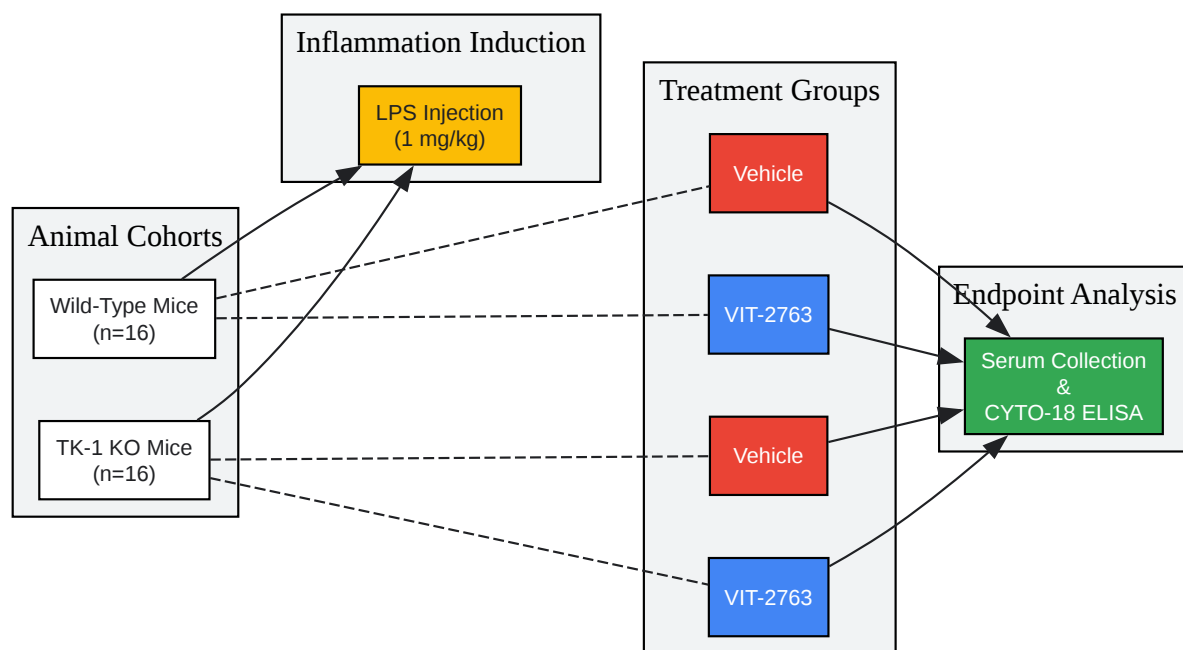 Inflammation Induction
LPS Injection
(1 mg/kg)
Animal Cohorts
Wild-Type Mice
(n=16)
TK-1 KO Mice
(n=16)
Treatment Groups
Vehicle
VIT-2763
Vehicle
VIT-2763
Endpoint Analysis
Serum Collection
&
CYTO-18 ELISA